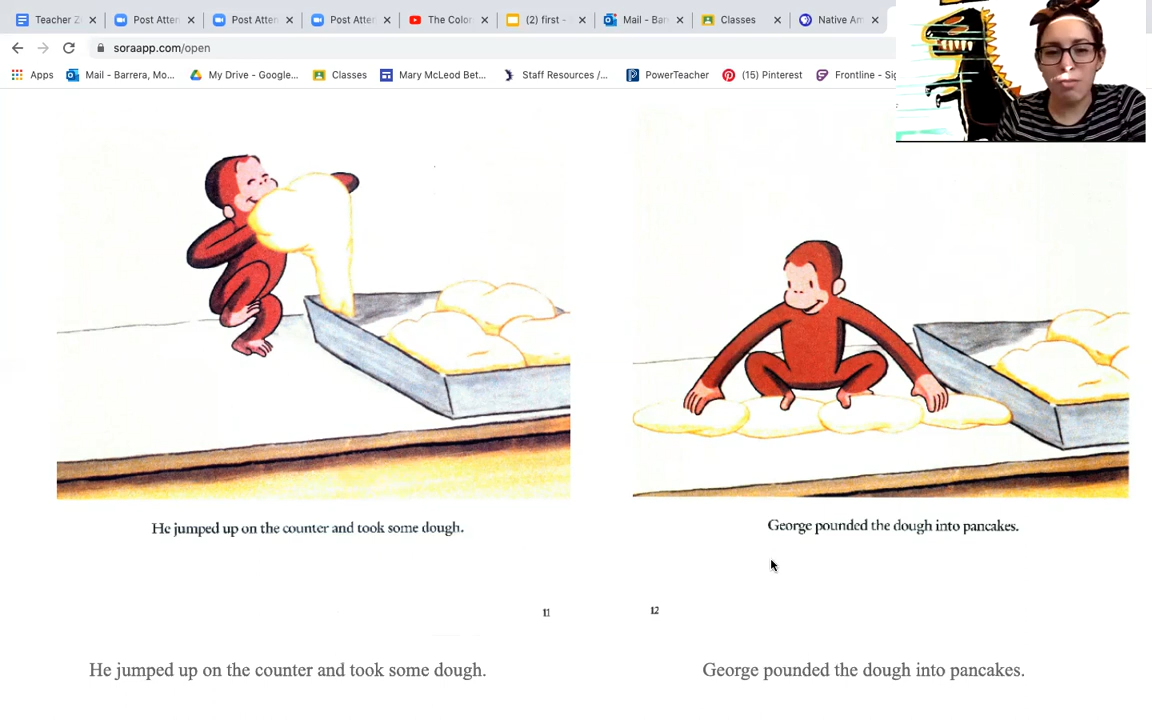 Teacher Zi
Post Atten
Post Atten
Post Atten
The Color
(2) first -
Mail - Barr
Classes
Native Am
soraapp.com/open
Apps
Mail - Barrera, Mo...
My Drive - Google...
Classes
Mary McLeod Bet...
Staff Resources /...
PowerTeacher
(15) Pinterest
Frontline - Sig
He jumped up on the counter and took some dough.
11
George pounded the dough into pancakes.
12
He jumped up on the counter and took some dough.
George pounded the dough into pancakes.